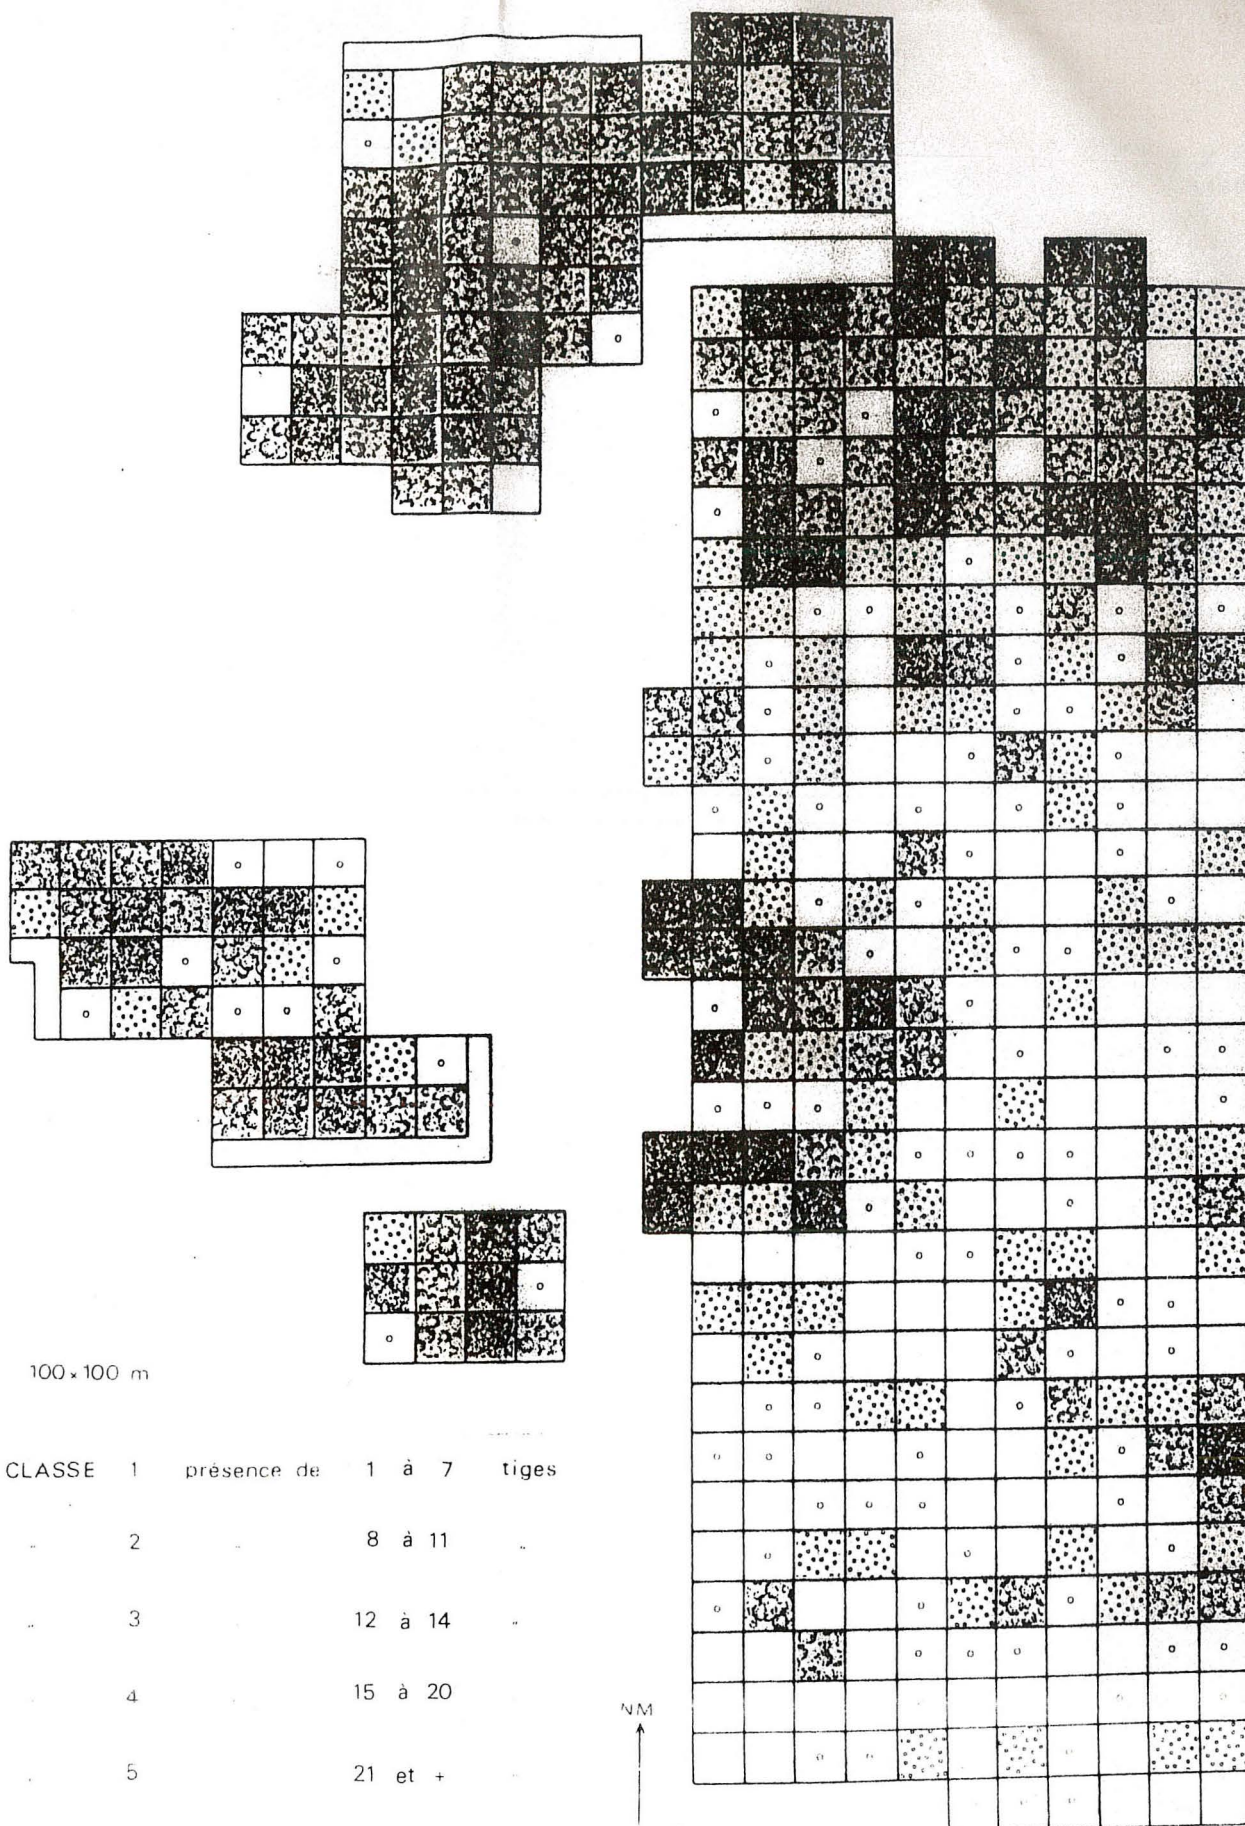 100 × 100 m
CLASSE 1 présence de 1 à 7 tiges
„ 2 „ 8 à 11 „
„ 3 „ 12 à 14 „
„ 4 „ 15 à 20
„ 5 21 et + „
NM